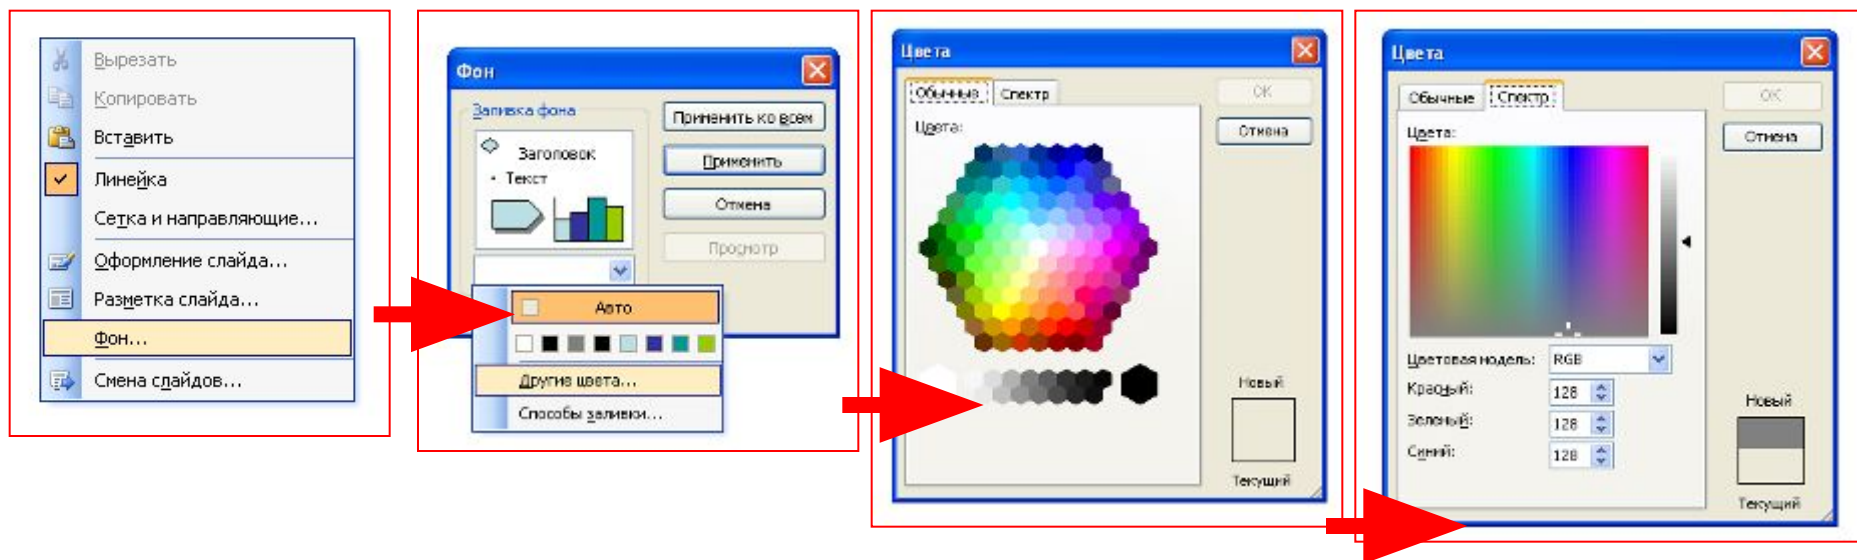 Вырезать
Копировать
Вставить
Линейка
Сетка и направляющие...
Оформление слайда...
Разметка слайда...
Фон...
Смена слайдов...
Фон
Заливка фона
Заголовок
• Текст
Применить ко всем
Применить
Отмена
Просмотр
Авто
Другие цвета...
Способы заливки...
Цвета
Обычные Спектр
Цвета:
ОК
Отмена
Новый
Текущий
Цвета
Обычные Спектр
Цвета:
ОК
Отмена
Цветовая модель: RGB
Красный: 128
Зеленый: 128
Синий: 128
Новый
Текущий